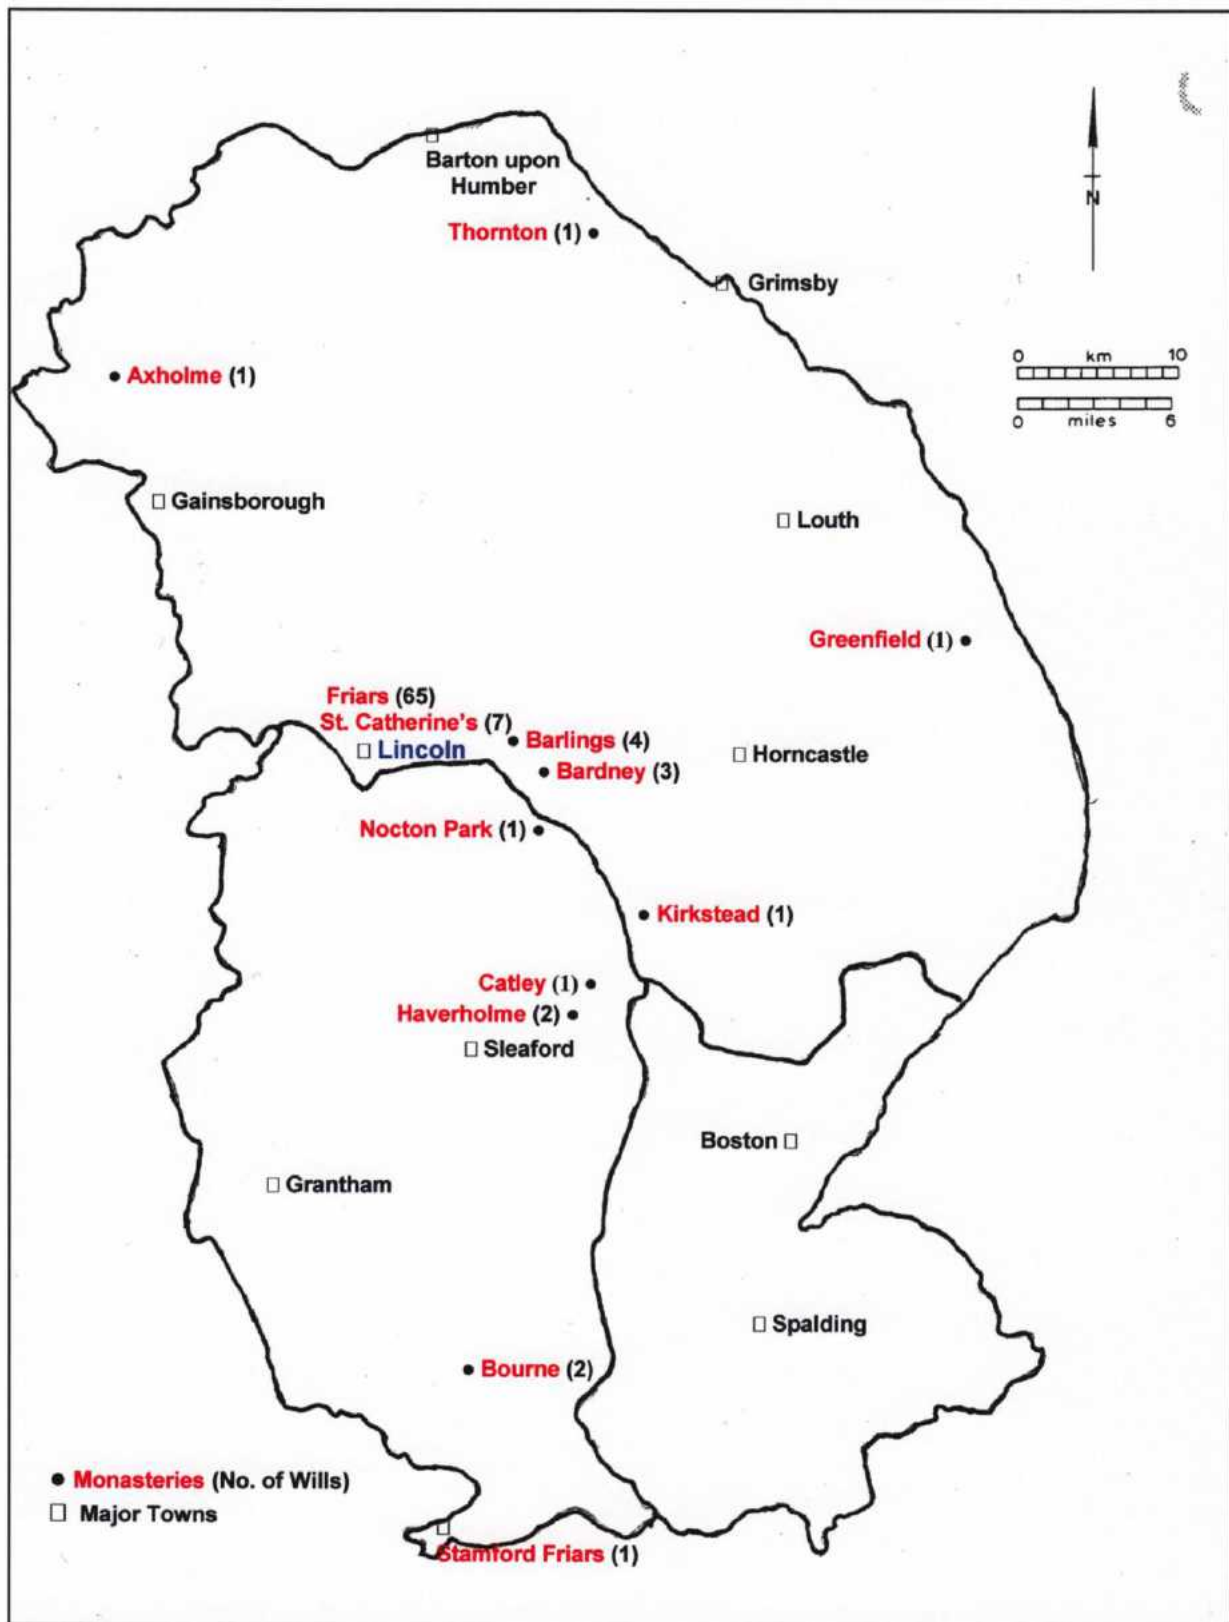 Barton upon
Humber
N
Thornton (1)
Grimsby
0 km 10
0 miles 6
Axholme (1)
Gainsborough
Louth
Greenfield (1)
Friars (65)
St. Catherine's (7)
Lincoln
Barlings (4)
Bardney (3)
Horncastle
Nocton Park (1)
Kirkstead (1)
Catley (1)
Haverholme (2)
Sleaford
Boston
Grantham
Spalding
Bourne (2)
Monasteries (No. of Wills)
Major Towns
Stamford Friars (1)